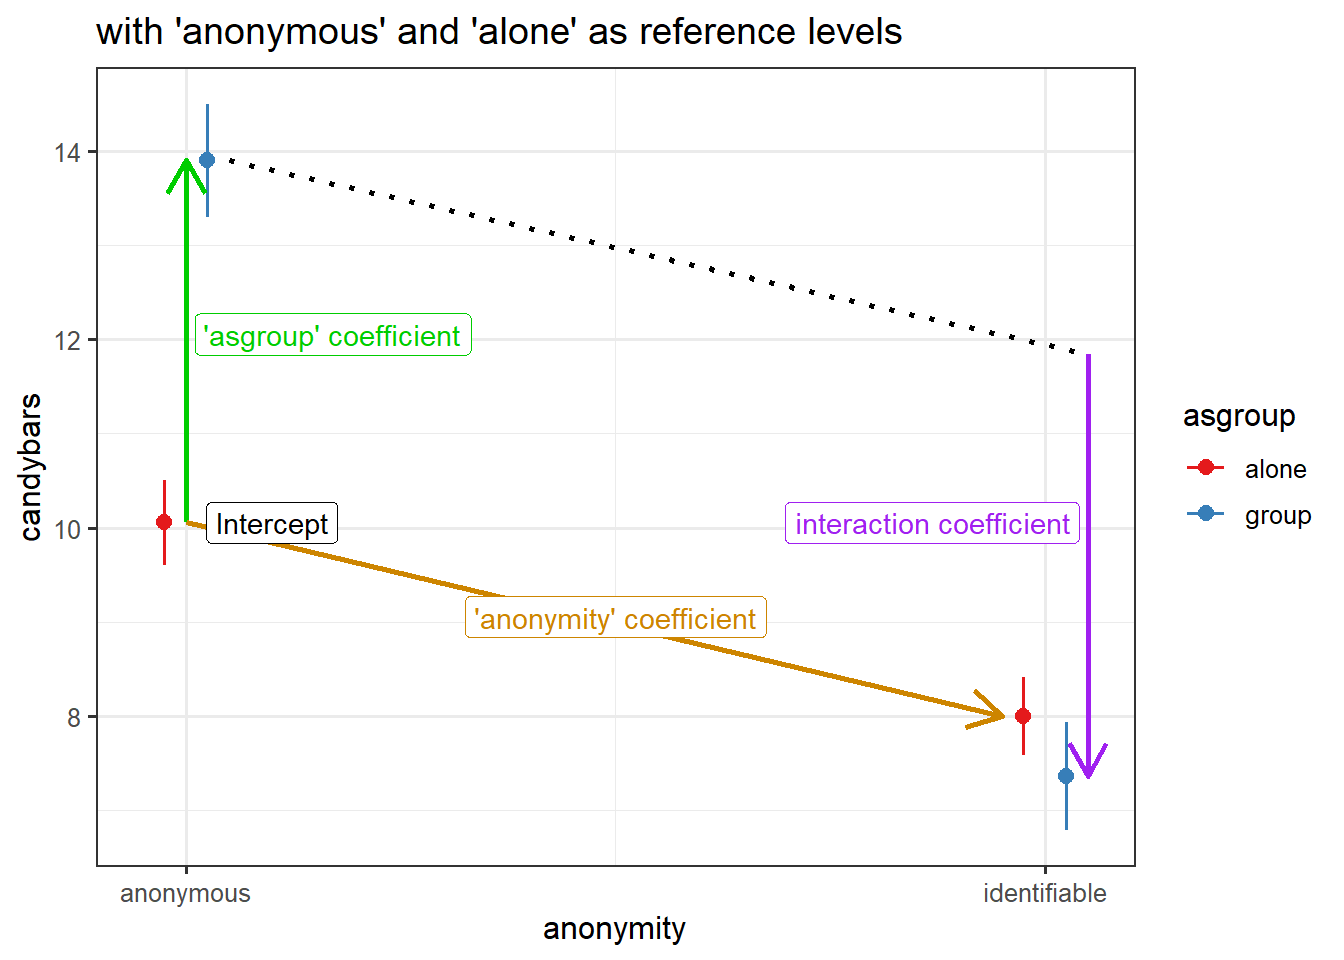 with 'anonymous' and 'alone' as reference levels
14
12
10
8
candybars
'asgroup' coefficient
Intercept
interaction coefficient
'anonymity' coefficient
anonymous
identifiable
anonymity
asgroup
alone
group